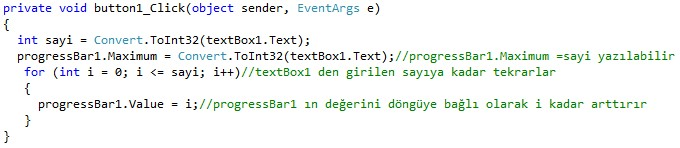 private void button1_Click(object sender, EventArgs e)
{
int sayi = Convert.ToInt32(textBox1.Text);
progressBar1.Maximum = Convert.ToInt32(textBox1.Text);//progressBar1.Maximum =sayi yazılabilir
for (int i = 0; i <= sayi; i++)//textBox1 den girilen sayıya kadar tekrarlar
{
progressBar1.Value = i;//progressBar1 ın değerini döngüye bağlı olarak i kadar arttırır
}
}